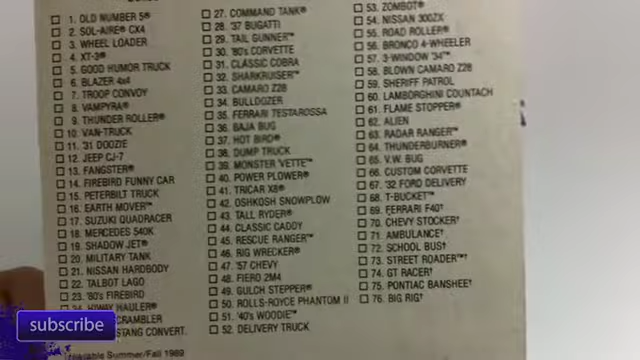 1. OLD NUMBER 5®
2. SOL-AIRE® CX4
3. WHEEL LOADER
4. XT-3®
5. GOOD HUMOR TRUCK
6. BLAZER 4x4
7. TROOP CONVOY
8. VAMPYRA®
9. THUNDER ROLLER®
10. VAN-TRUCK
11. '31 DOOZIE
12. JEEP CJ-7
13. FANGSTER®
14. FIREBIRD FUNNY CAR
15. PETERBILT TRUCK
16. EARTH MOVER™
17. SUZUKI QUADRACER
18. MERCEDES 540K
19. SHADOW JET®
20. MILITARY TANK
21. NISSAN HARDBODY
22. TALBOT LAGO
23. '80's FIREBIRD
24. HIWAY HAULER®
SCRAMBLER
STANG CONVERT.
27. COMMAND TANK®
28. '37 BUGATTI
29. TAIL GUNNER™
30. '80's CORVETTE
31. CLASSIC COBRA
32. SHARKRUISER™
33. CAMARO Z28
34. BULLDOZER
35. FERRARI TESTAROSSA
36. BAJA BUG
37. HOT BIRD®
38. DUMP TRUCK
39. MONSTER 'VETTE™
40. POWER PLOWER®
41. TRICAR X8®
42. OSHKOSH SNOWPLOW
43. TALL RYDER®
44. CLASSIC CADDY
45. RESCUE RANGER™
46. RIG WRECKER®
47. '57 CHEVY
48. FIERO 2M4
49. GULCH STEPPER®
50. ROLLS-ROYCE PHANTOM II
51. '40's WOODIE™
52. DELIVERY TRUCK
53. ZOMBOT®
54. NISSAN 300ZX
55. ROAD ROLLER®
56. BRONCO 4-WHEELER
57. 3-WINDOW '34™
58. BLOWN CAMARO Z28
59. SHERIFF PATROL
60. LAMBORGHINI COUNTACH
61. FLAME STOPPER®
62. ALIEN
63. RADAR RANGER™
64. THUNDERBURNER®
65. V.W. BUG
66. CUSTOM CORVETTE
67. '32 FORD DELIVERY
68. T-BUCKET™
69. FERRARI F40†
70. CHEVY STOCKER†
71. AMBULANCE†
72. SCHOOL BUS†
73. STREET ROADER™†
74. GT RACER†
75. PONTIAC BANSHEE†
76. BIG RIG†
Summer/Fall 1989
subscribe